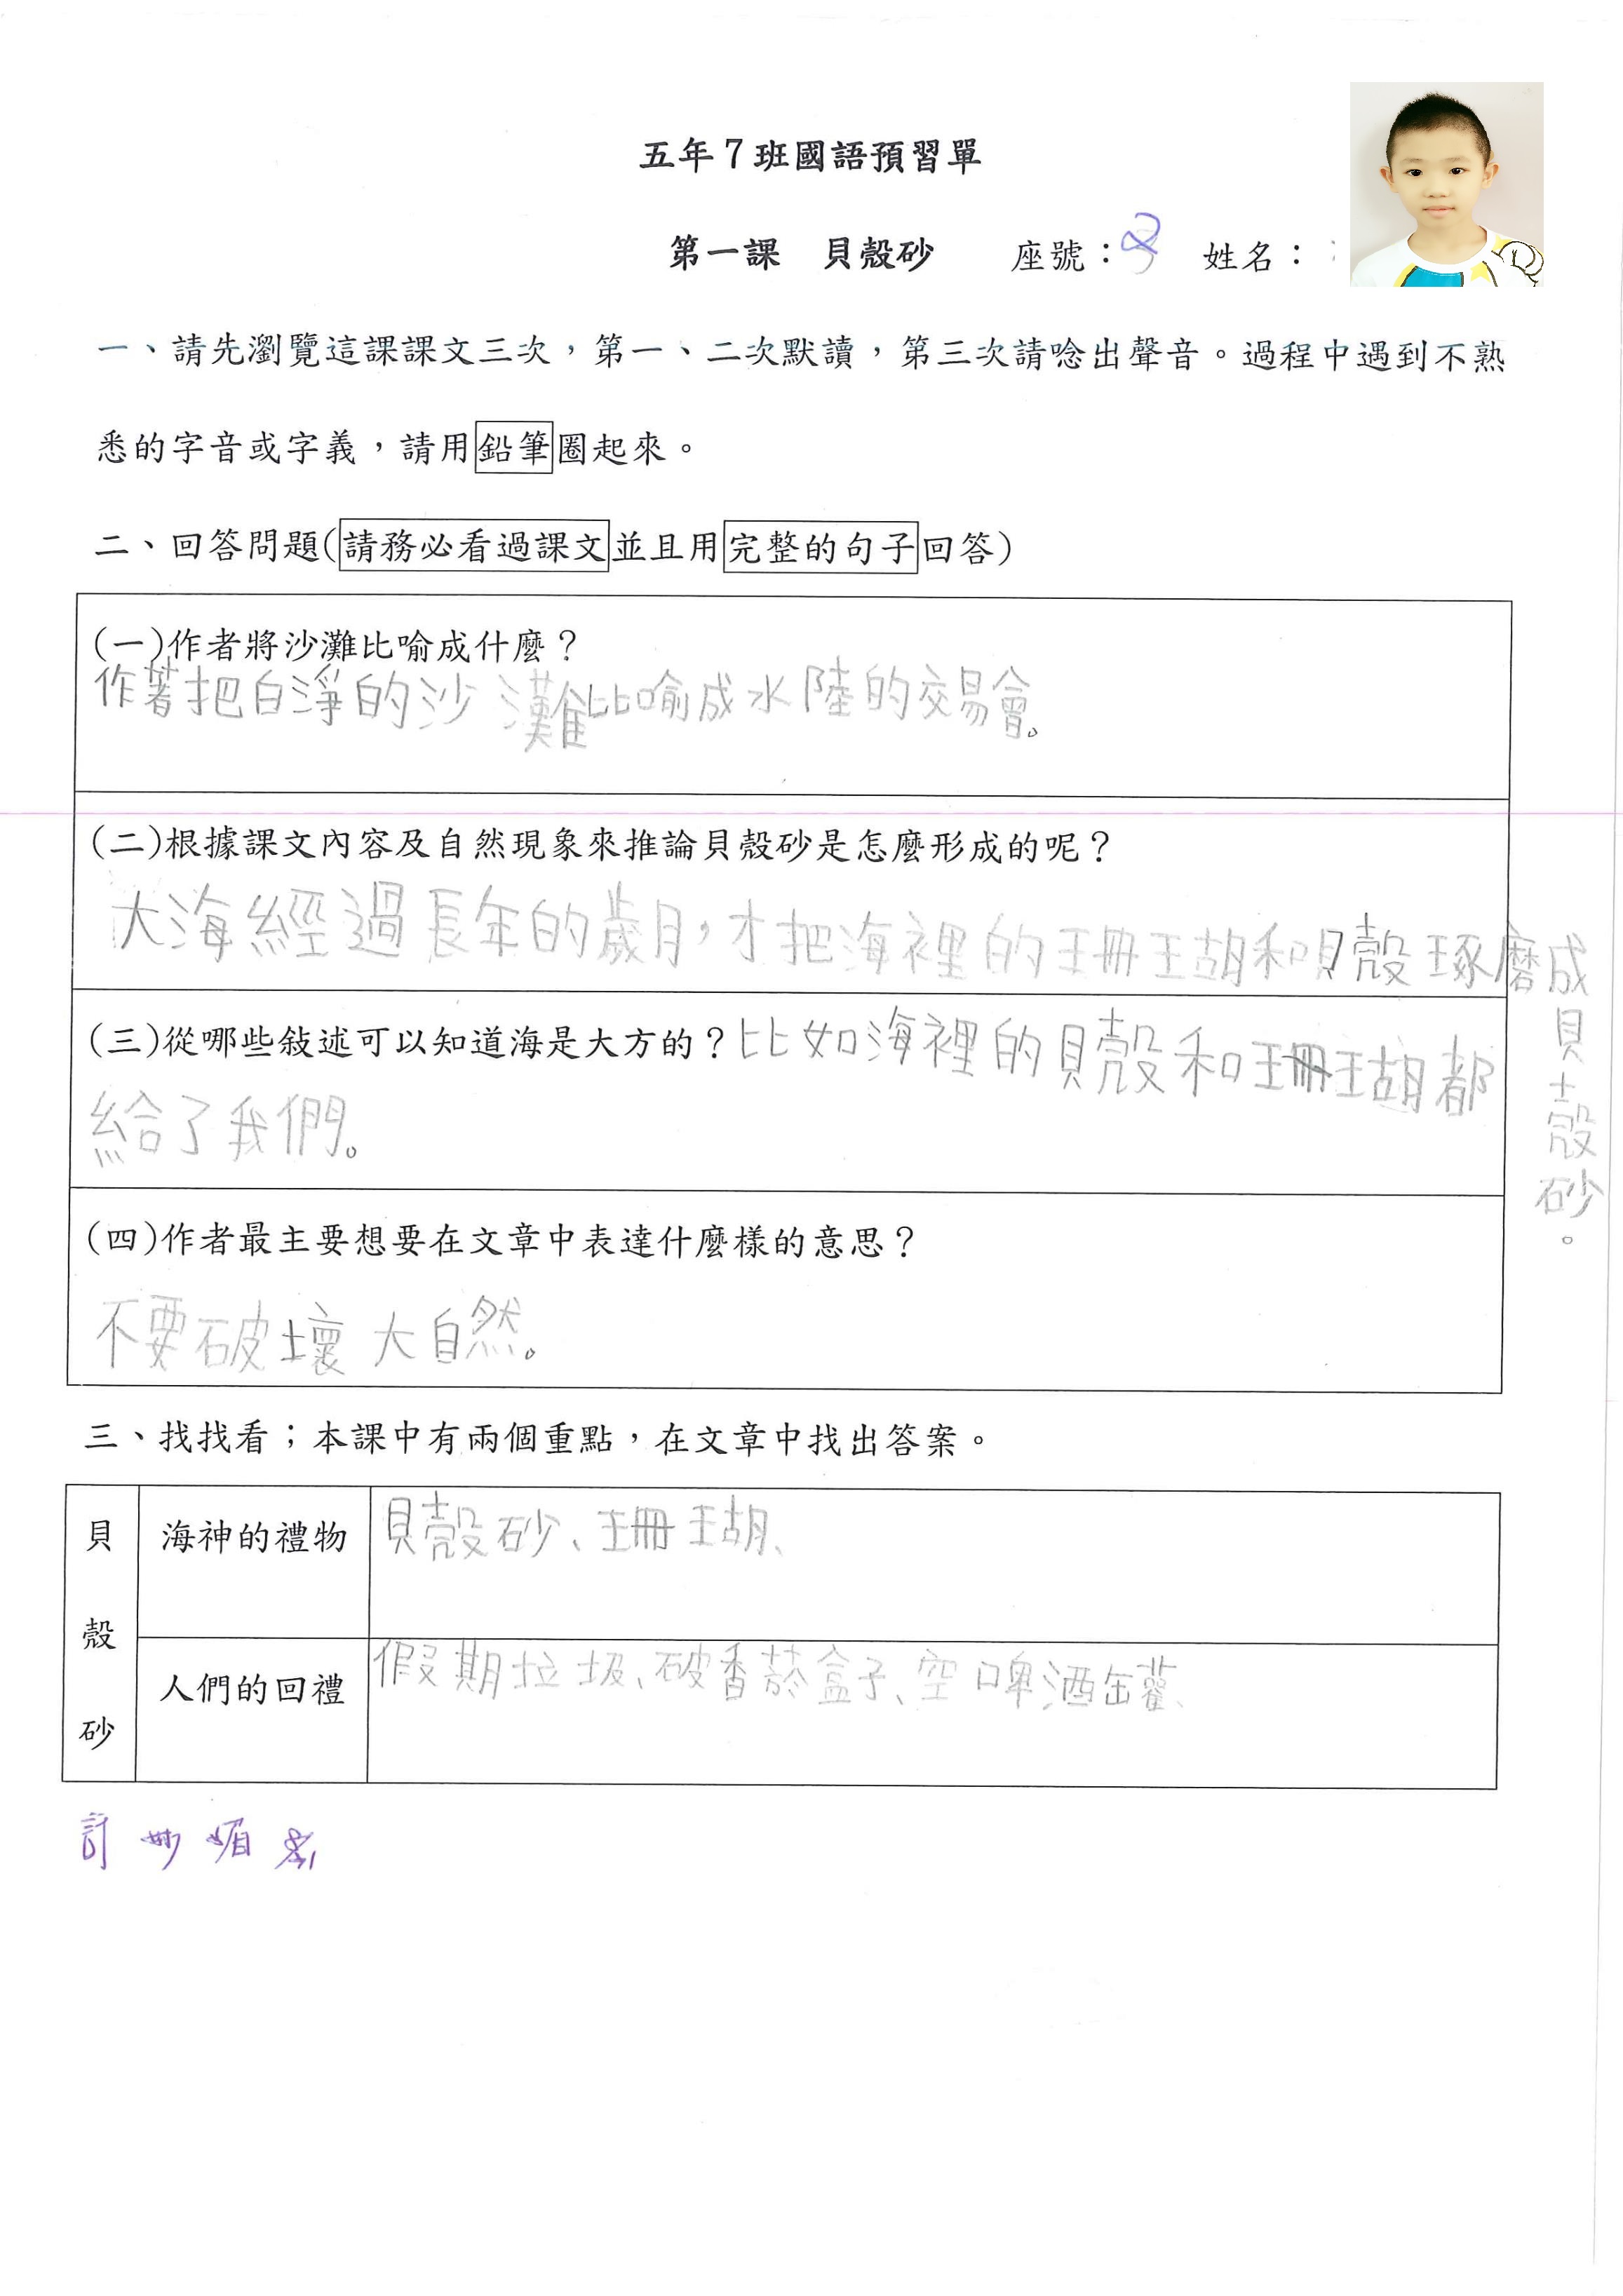 五年7班國語預習單
第一課　貝殼砂　座號：2　姓名：
一、請先瀏覽這課課文三次，第一、二次默讀，第三次請唸出聲音。過程中遇到不熟
悉的字音或字義，請用鉛筆圈起來。
二、回答問題(請務必看過課文並且用完整的句子回答)
(一)作者將沙灘比喻成什麼？
作著把白淨的沙灘比喻成水陸的交易會。
(二)根據課文內容及自然現象來推論貝殼砂是怎麼形成的呢？
大海經過長年的歲月，才把海裡的珊瑚和貝殼琢磨成
貝殼砂。
(三)從哪些敍述可以知道海是大方的？比如海裡的貝殼和珊瑚都
給了我們。
(四)作者最主要想要在文章中表達什麼樣的意思？
不要破壞大自然。
三、找找看；本課中有兩個重點，在文章中找出答案。
貝殼砂
海神的禮物　貝殼砂、珊瑚、
人們的回禮　假期垃圾、破香菸盒子、空啤酒缶雚、
妙媚